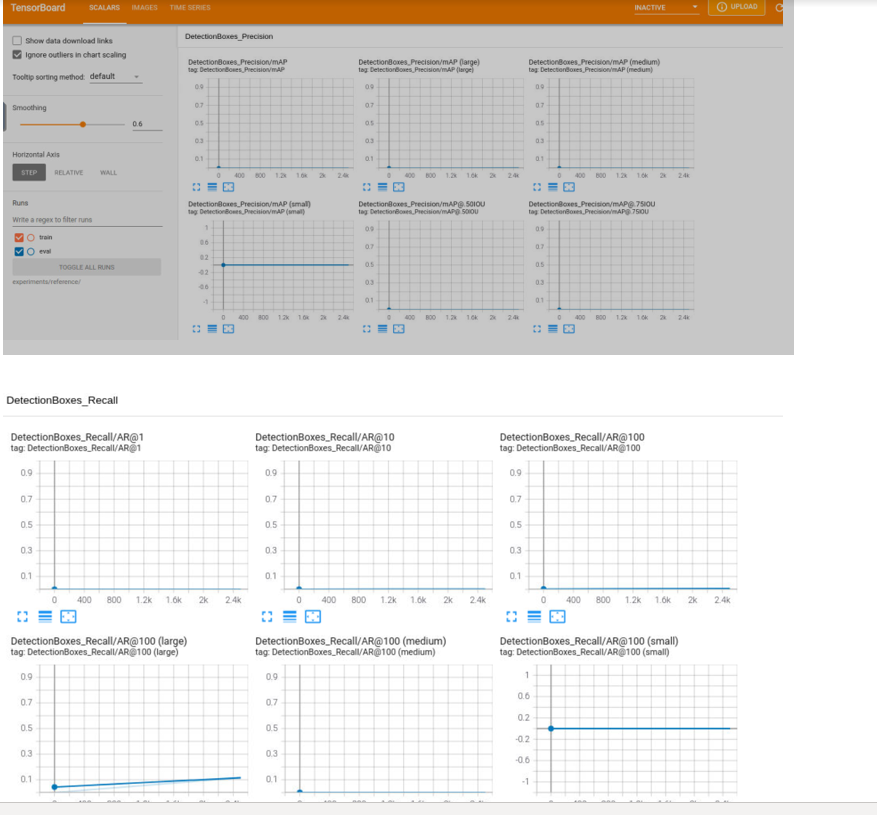 TensorBoard SCALARS IMAGES TIME SERIES INACTIVE UPLOAD
Show data download links
Ignore outliers in chart scaling
Tooltip sorting method: default
Smoothing
0.6
Horizontal Axis
STEP RELATIVE WALL
Runs
Write a regex to filter runs
train
eval
TOGGLE ALL RUNS
experiments/reference/
DetectionBoxes_Precision
DetectionBoxes_Precision/mAP
tag: DetectionBoxes_Precision/mAP
0.9
0.7
0.5
0.3
0.1
0 400 800 1.2k 1.6k 2k 2.4k
DetectionBoxes_Precision/mAP (large)
tag: DetectionBoxes_Precision/mAP (large)
0.9
0.7
0.5
0.3
0.1
0 400 800 1.2k 1.6k 2k 2.4k
DetectionBoxes_Precision/mAP (medium)
tag: DetectionBoxes_Precision/mAP (medium)
0.9
0.7
0.5
0.3
0.1
0 400 800 1.2k 1.6k 2k 2.4k
DetectionBoxes_Precision/mAP (small)
tag: DetectionBoxes_Precision/mAP (small)
1
0.6
0.2
-0.2
-0.6
-1
0 400 800 1.2k 1.6k 2k 2.4k
DetectionBoxes_Precision/mAP@.50IOU
tag: DetectionBoxes_Precision/mAP@.50IOU
0.9
0.7
0.5
0.3
0.1
0 400 800 1.2k 1.6k 2k 2.4k
DetectionBoxes_Precision/mAP@.75IOU
tag: DetectionBoxes_Precision/mAP@.75IOU
0.9
0.7
0.5
0.3
0.1
0 400 800 1.2k 1.6k 2k 2.4k
DetectionBoxes_Recall
DetectionBoxes_Recall/AR@1
tag: DetectionBoxes_Recall/AR@1
0.9
0.7
0.5
0.3
0.1
0 400 800 1.2k 1.6k 2k 2.4k
DetectionBoxes_Recall/AR@10
tag: DetectionBoxes_Recall/AR@10
0.9
0.7
0.5
0.3
0.1
0 400 800 1.2k 1.6k 2k 2.4k
DetectionBoxes_Recall/AR@100
tag: DetectionBoxes_Recall/AR@100
0.9
0.7
0.5
0.3
0.1
0 400 800 1.2k 1.6k 2k 2.4k
DetectionBoxes_Recall/AR@100 (large)
tag: DetectionBoxes_Recall/AR@100 (large)
0.9
0.7
0.5
0.3
0.1
DetectionBoxes_Recall/AR@100 (medium)
tag: DetectionBoxes_Recall/AR@100 (medium)
0.9
0.7
0.5
0.3
0.1
DetectionBoxes_Recall/AR@100 (small)
tag: DetectionBoxes_Recall/AR@100 (small)
1
0.6
0.2
-0.2
-0.6
-1